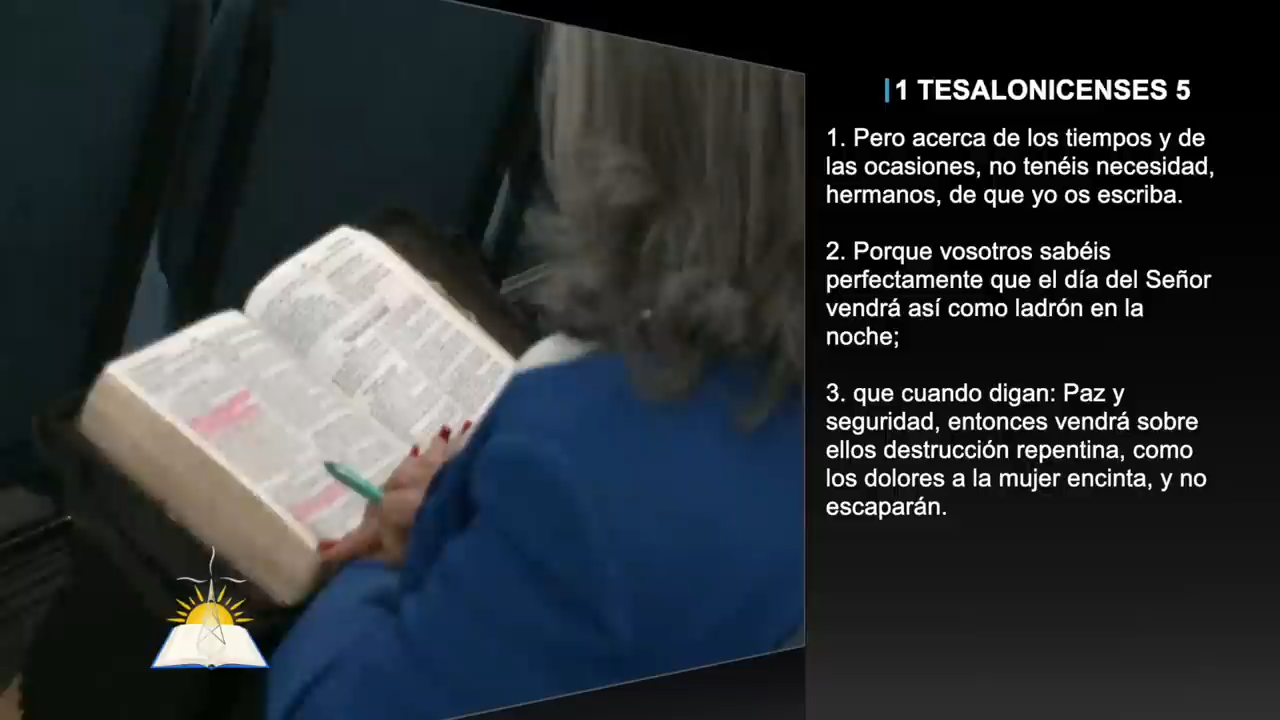 1 TESALONICENSES 5
1. Pero acerca de los tiempos y de
las ocasiones, no tenéis necesidad,
hermanos, de que yo os escriba.
2. Porque vosotros sabéis
perfectamente que el día del Señor
vendrá así como ladrón en la
noche;
3. que cuando digan: Paz y
seguridad, entonces vendrá sobre
ellos destrucción repentina, como
los dolores a la mujer encinta, y no
escaparán.